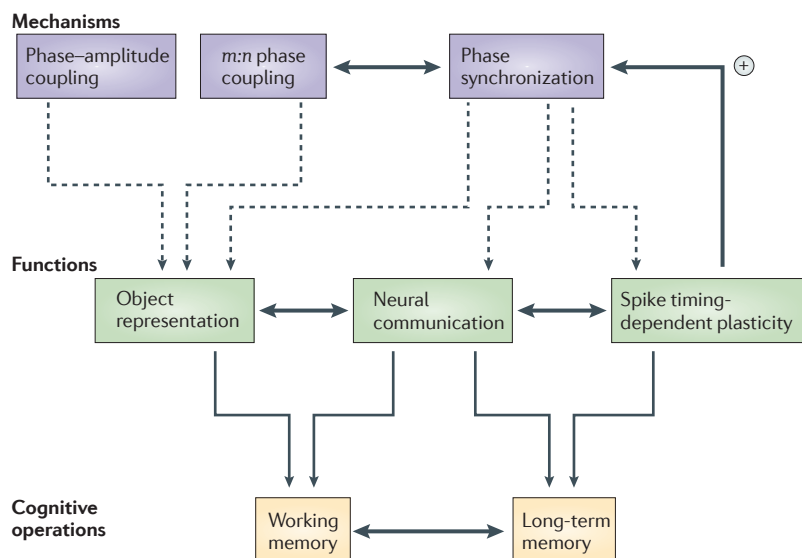 Mechanisms
Phase–amplitude
coupling
m:n phase
coupling
Phase
synchronization
+
Functions
Object
representation
Neural
communication
Spike timing-
dependent plasticity
Cognitive
operations
Working
memory
Long-term
memory